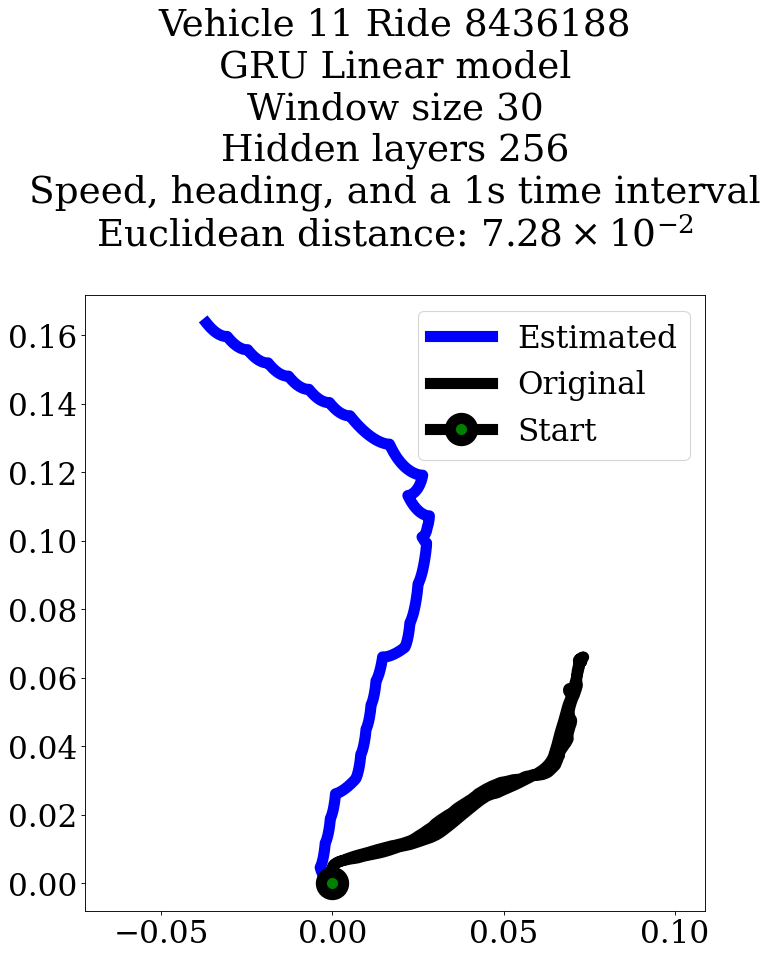 Vehicle 11 Ride 8436188
GRU Linear model
Window size 30
Hidden layers 256
Speed, heading, and a 1s time interval
Euclidean distance: 7.28 × 10⁻²
Estimated
Original
Start
0.16
0.14
0.12
0.10
0.08
0.06
0.04
0.02
0.00
−0.05 0.00 0.05 0.10